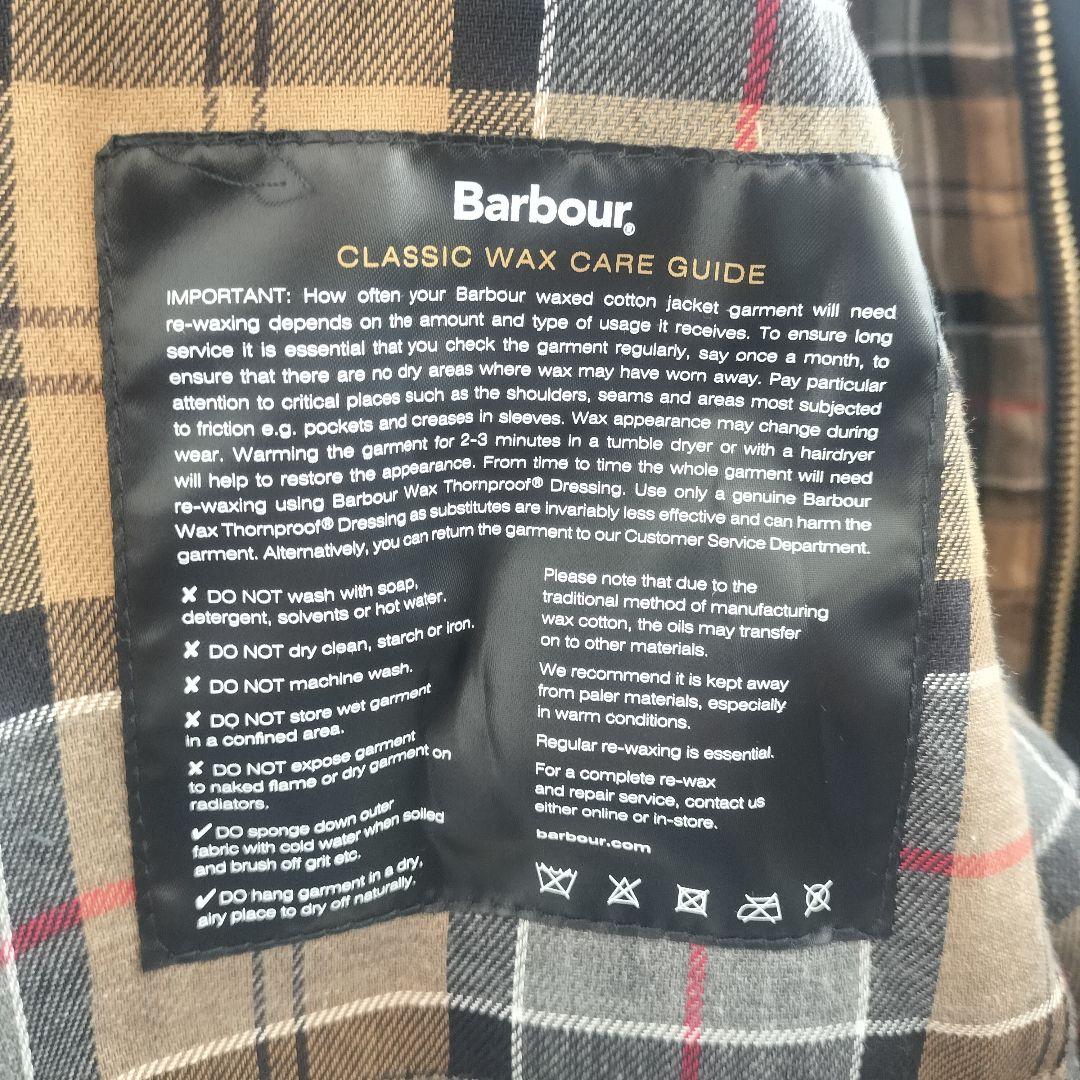 Barbour®
CLASSIC WAX CARE GUIDE
IMPORTANT: How often your Barbour waxed cotton jacket garment will need
re-waxing depends on the amount and type of usage it receives. To ensure long
service it is essential that you check the garment regularly, say once a month, to
ensure that there are no dry areas where wax may have worn away. Pay particular
attention to critical places such as the shoulders, seams and areas most subjected
to friction e.g. pockets and creases in sleeves. Wax appearance may change during
wear. Warming the garment for 2-3 minutes in a tumble dryer or with a hairdryer
will help to restore the appearance. From time to time the whole garment will need
re-waxing using Barbour Wax Thornproof® Dressing. Use only a genuine Barbour
Wax Thornproof® Dressing as substitutes are invariably less effective and can harm the
garment. Alternatively, you can return the garment to our Customer Service Department.
✘ DO NOT wash with soap,
detergent, solvents or hot water.
✘ DO NOT dry clean, starch or iron.
✘ DO NOT machine wash.
✘ DO NOT store wet garment
in a confined area.
✘ DO NOT expose garment
to naked flame or dry garment on
radiators.
✔ DO sponge down outer
fabric with cold water when soiled
and brush off grit etc.
✔ DO hang garment in a dry,
airy place to dry off naturally.
Please note that due to the
traditional method of manufacturing
wax cotton, the oils may transfer
on to other materials.
We recommend it is kept away
from paler materials, especially
in warm conditions.
Regular re-waxing is essential.
For a complete re-wax
and repair service, contact us
either online or in-store.
barbour.com